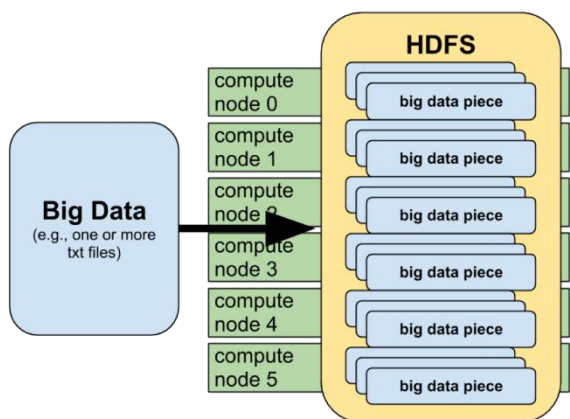 HDFS
Big Data
(e.g., one or more
txt files)
compute
node 0
big data piece
compute
node 1
big data piece
compute
node 2
big data piece
compute
node 3
big data piece
compute
node 4
big data piece
compute
node 5
big data piece